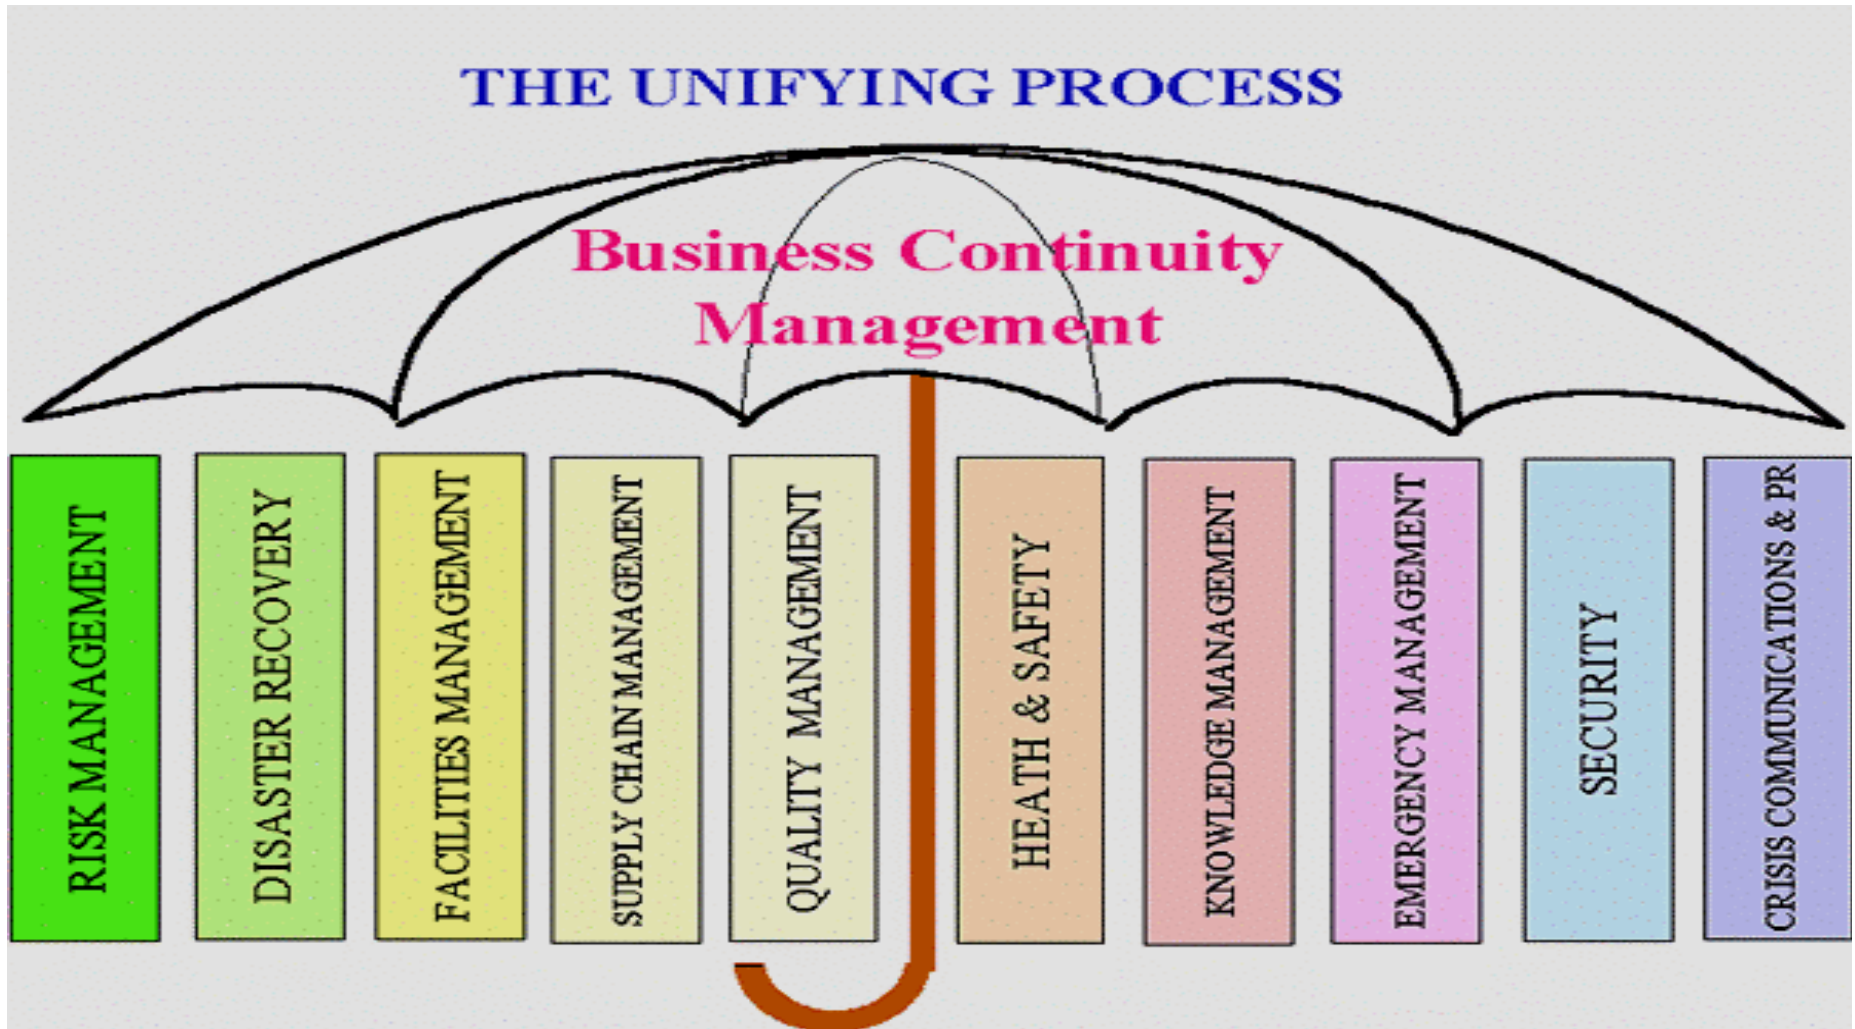 THE UNIFYING PROCESS
Business Continuity
Management
RISK MANAGEMENT
DISASTER RECOVERY
FACILITIES MANAGEMENT
SUPPLY CHAIN MANAGEMENT
QUALITY MANAGEMENT
HEATH & SAFETY
KNOWLEDGE MANAGEMENT
EMERGENCY MANAGEMENT
SECURITY
CRISIS COMMUNICATIONS & PR